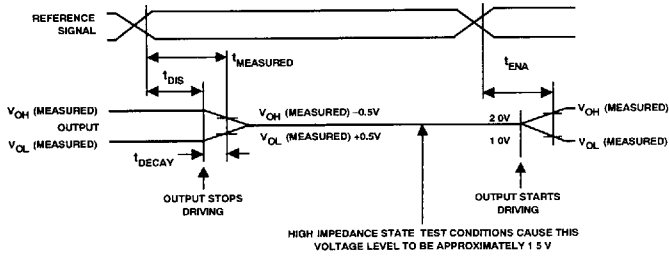 REFERENCE
SIGNAL
tMEASURED
tDIS
tENA
VOH (MEASURED)
OUTPUT
VOL (MEASURED)
VOH (MEASURED) –0.5V
VOL (MEASURED) +0.5V
2 0V
1 0V
VOH (MEASURED)
VOL (MEASURED)
tDECAY
OUTPUT STOPS
DRIVING
OUTPUT STARTS
DRIVING
HIGH IMPEDANCE STATE TEST CONDITIONS CAUSE THIS
VOLTAGE LEVEL TO BE APPROXIMATELY 1 5 V